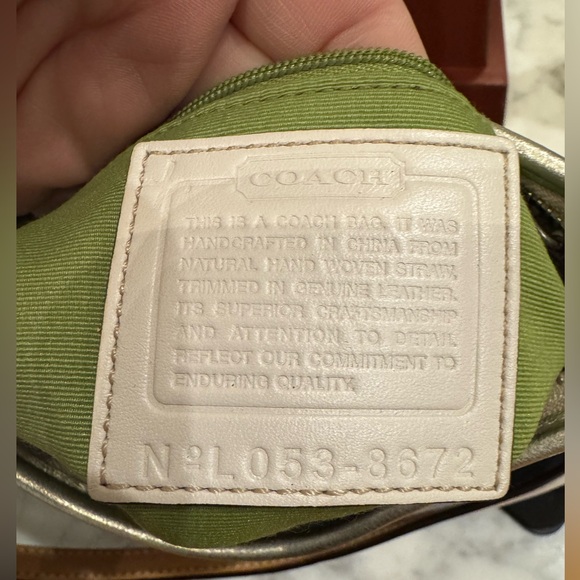 COACH
THIS IS A COACH BAG. IT WAS
HANDCRAFTED IN CHINA FROM
NATURAL HAND WOVEN STRAW,
TRIMMED IN GENUINE LEATHER.
ITS SUPERIOR CRAFTSMANSHIP
AND ATTENTION TO DETAIL
REFLECT OUR COMMITMENT TO
ENDURING QUALITY.
Nº L053-3672